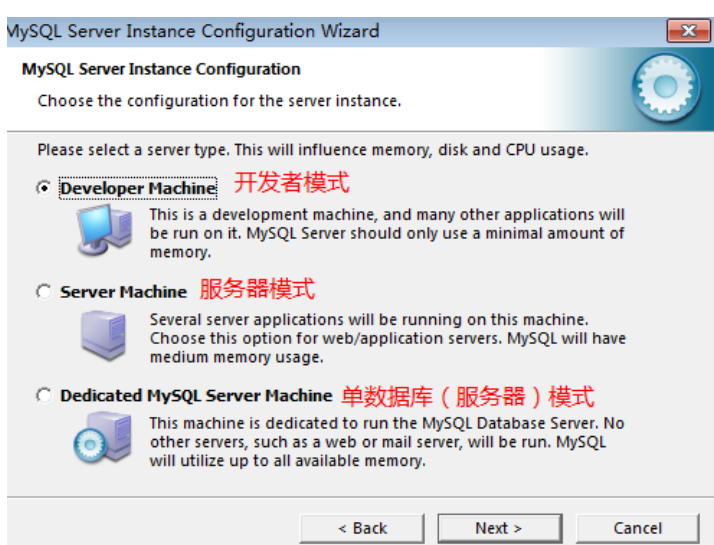 MySQL Server Instance Configuration Wizard
MySQL Server Instance Configuration
Choose the configuration for the server instance.
Please select a server type. This will influence memory, disk and CPU usage.
Developer Machine 开发者模式
This is a development machine, and many other applications will
be run on it. MySQL Server should only use a minimal amount of
memory.
Server Machine 服务器模式
Several server applications will be running on this machine.
Choose this option for web/application servers. MySQL will have
medium memory usage.
Dedicated MySQL Server Machine 单数据库（服务器）模式
This machine is dedicated to run the MySQL Database Server. No
other servers, such as a web or mail server, will be run. MySQL
will utilize up to all available memory.
< Back Next > Cancel